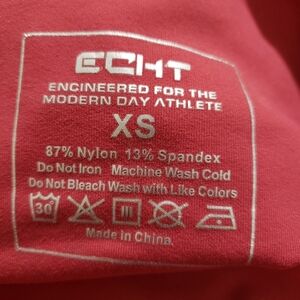 ECHT
ENGINEERED FOR THE
MODERN DAY ATHLETE
XS
87% Nylon 13% Spandex
Do Not Iron Machine Wash Cold
Do Not Bleach Wash with Like Colors
30
Made in China.